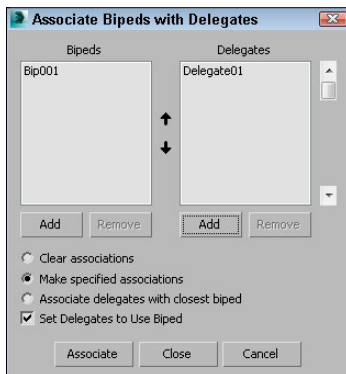 Associate Bipeds with Delegates
Bipeds Delegates
Bip001 Delegate01
Add Remove Add Remove
Clear associations
Make specified associations
Associate delegates with closest biped
Set Delegates to Use Biped
Associate Close Cancel